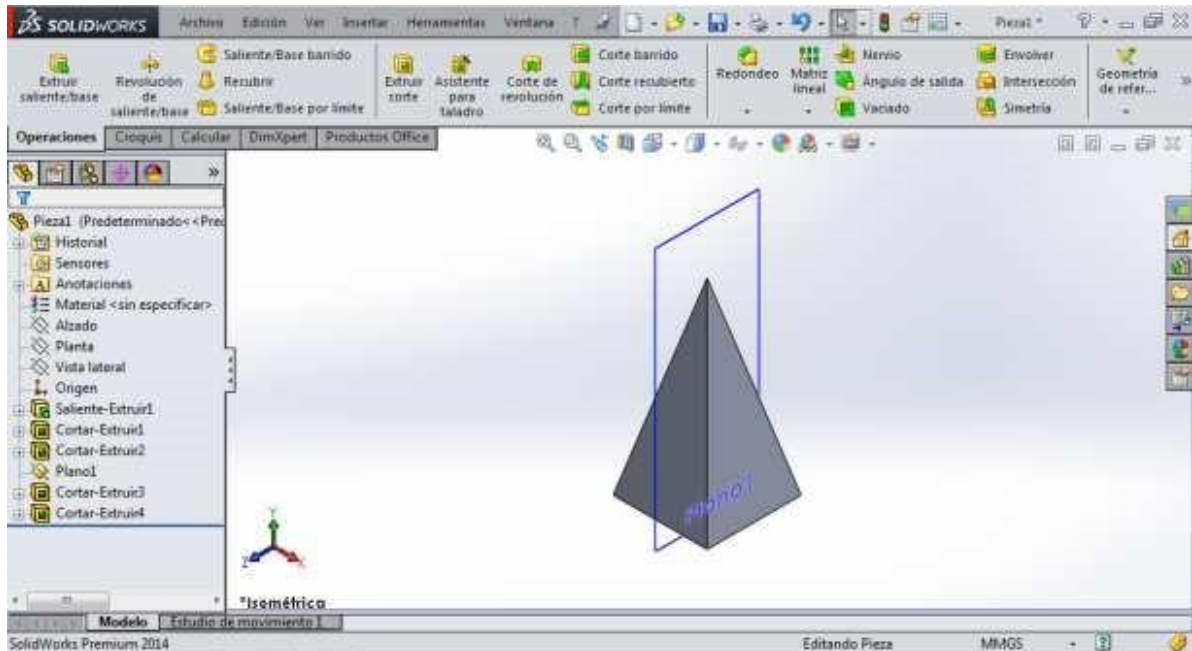 SOLIDWORKS Archivo Edición Ver Insertar Herramientas Ventana ? Pieza1 *
Extruir saliente/base
Revolución de saliente/base
Saliente/Base barrido
Recubrir
Saliente/Base por límite
Extruir corte
Asistente para taladro
Corte de revolución
Corte barrido
Corte recubierto
Corte por límite
Redondeo
Matriz lineal
Nervio
Ángulo de salida
Vaciado
Envolver
Intersección
Simetría
Geometría de refer...
Operaciones Croquis Calcular DimXpert Productos Office
Pieza1 (Predeterminado<<Pred
Historial
Sensores
Anotaciones
Material <sin especificar>
Alzado
Planta
Vista lateral
Origen
Saliente-Extruir1
Cortar-Extruir1
Cortar-Extruir2
Plano1
Cortar-Extruir3
Cortar-Extruir4
Plano1
Y
Z
X
*Isométrica
Modelo Estudio de movimiento 1
SolidWorks Premium 2014 Editando Pieza MMGS